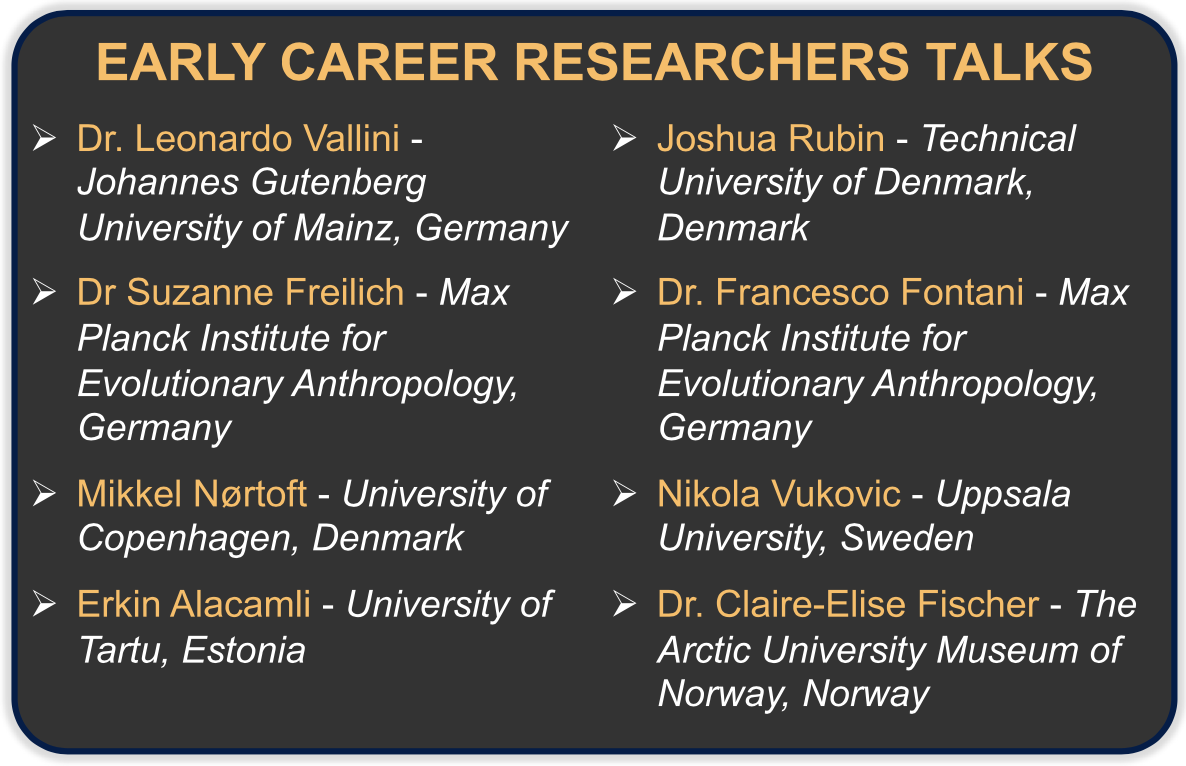 EARLY CAREER RESEARCHERS TALKS
Dr. Leonardo Vallini -
Johannes Gutenberg
University of Mainz, Germany
Dr Suzanne Freilich - Max
Planck Institute for
Evolutionary Anthropology,
Germany
Mikkel Nørtoft - University of
Copenhagen, Denmark
Erkin Alacamli - University of
Tartu, Estonia
Joshua Rubin - Technical
University of Denmark,
Denmark
Dr. Francesco Fontani - Max
Planck Institute for
Evolutionary Anthropology,
Germany
Nikola Vukovic - Uppsala
University, Sweden
Dr. Claire-Elise Fischer - The
Arctic University Museum of
Norway, Norway